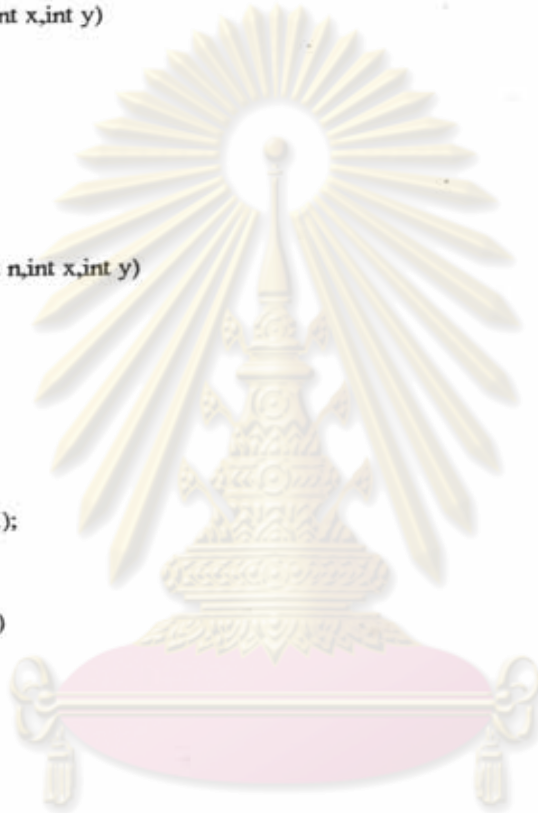 nt x,int y)
n,int x,int y)
);
)